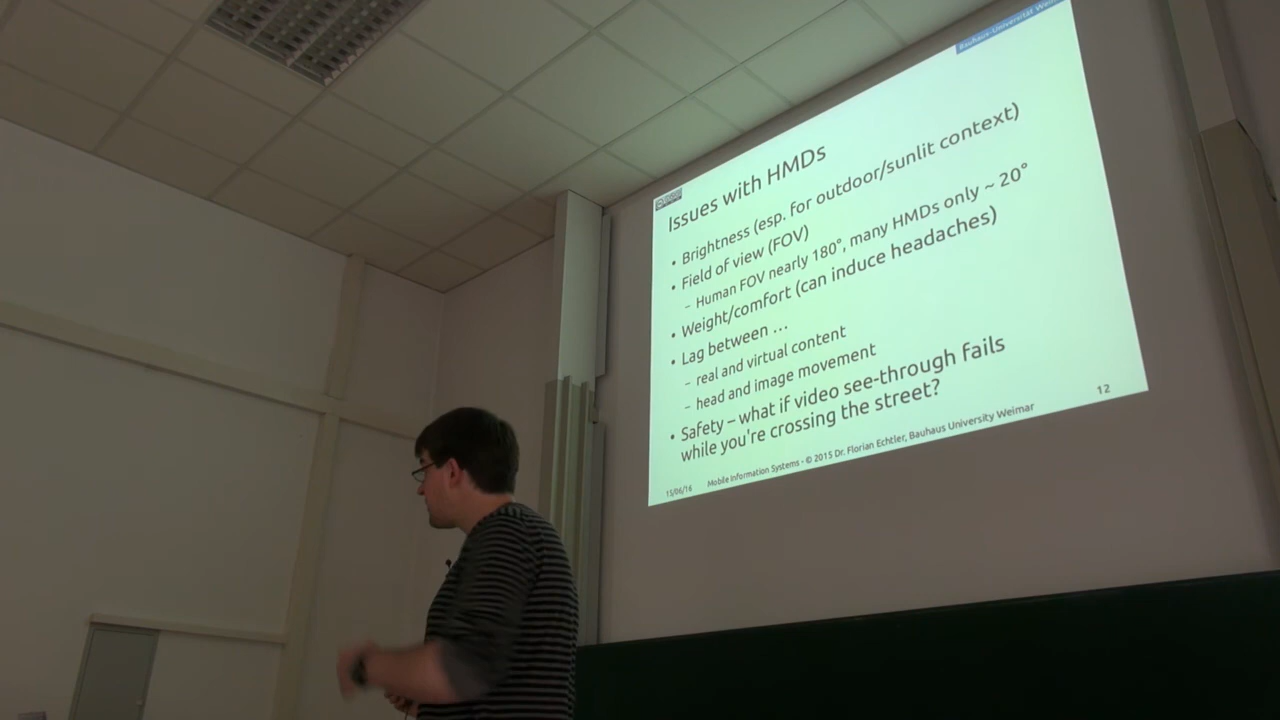 Bauhaus-Universität Weim
Issues with HMDs
• Brightness (esp. for outdoor/sunlit context)
• Field of view (FOV)
– Human FOV nearly 180°, many HMDs only ~ 20°
• Weight/comfort (can induce headaches)
• Lag between …
– real and virtual content
– head and image movement
• Safety – what if video see-through fails
while you're crossing the street?
15/06/16 Mobile Information Systems - © 2015 Dr. Florian Echtler, Bauhaus University Weimar 12